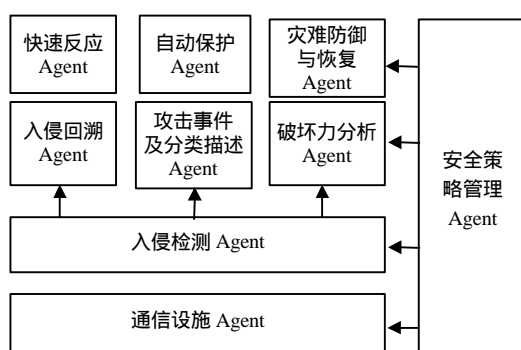 快速反应
Agent
自动保护
Agent
灾难防御
与恢复
Agent
入侵回溯
Agent
攻击事件
及分类描述
Agent
破坏力分析
Agent
安全策
略管理
Agent
入侵检测 Agent
通信设施 Agent